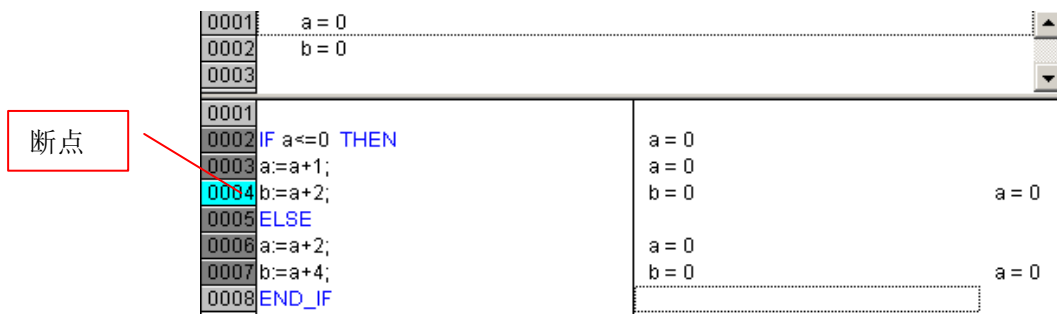 0001 a = 0
0002 b = 0
0003
0001
0002 IF a<=0 THEN a = 0
0003 a:=a+1; a = 0
断点
0004 b:=a+2; b = 0 a = 0
0005 ELSE
0006 a:=a+2; a = 0
0007 b:=a+4; b = 0 a = 0
0008 END_IF